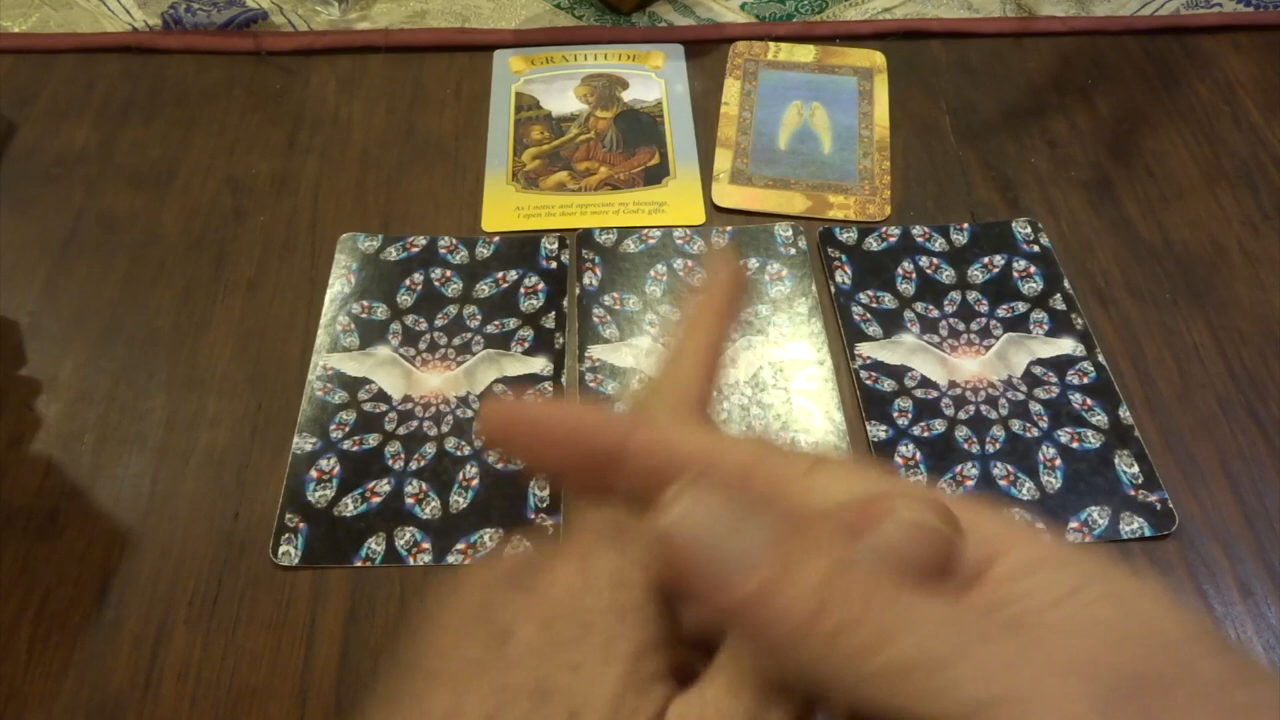 GRATITUDE
As I notice and appreciate my blessings,
I open the door to more of God's gifts.